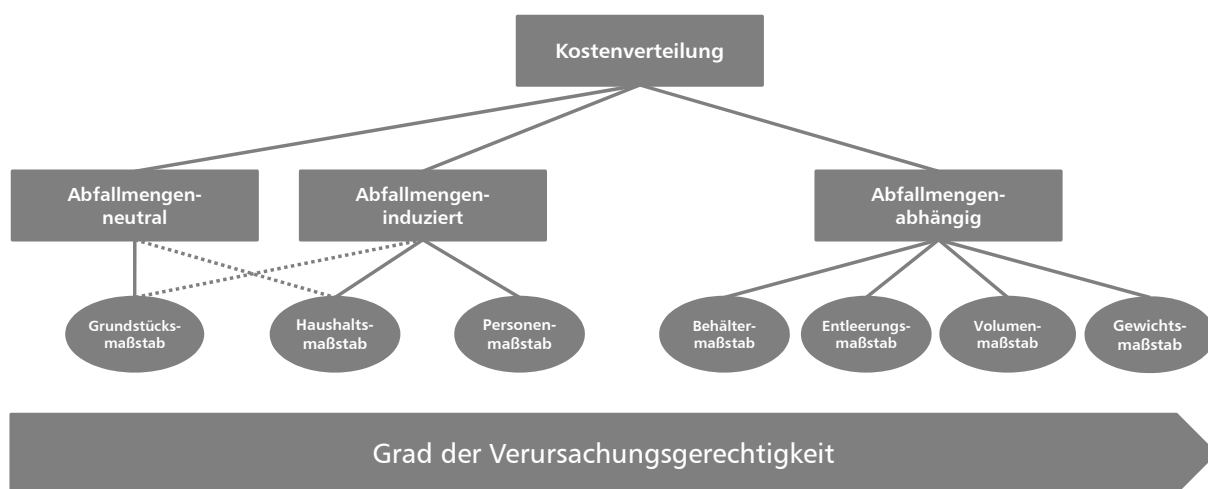 Kostenverteilung
Abfallmengen-
neutral
Abfallmengen-
induziert
Abfallmengen-
abhängig
Grundstücks-
maßstab
Haushalts-
maßstab
Personen-
maßstab
Behälter-
maßstab
Entleerungs-
maßstab
Volumen-
maßstab
Gewichts-
maßstab
Grad der Verursachungsgerechtigkeit